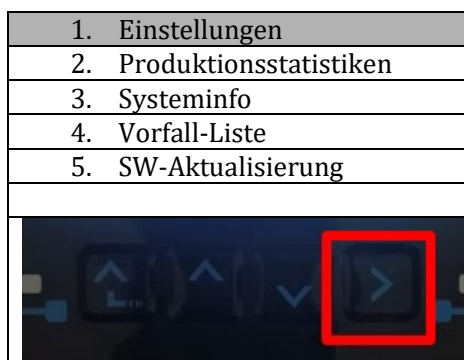 1. Einstellungen
2. Produktionsstatistiken
3. Systeminfo
4. Vorfall-Liste
5. SW-Aktualisierung